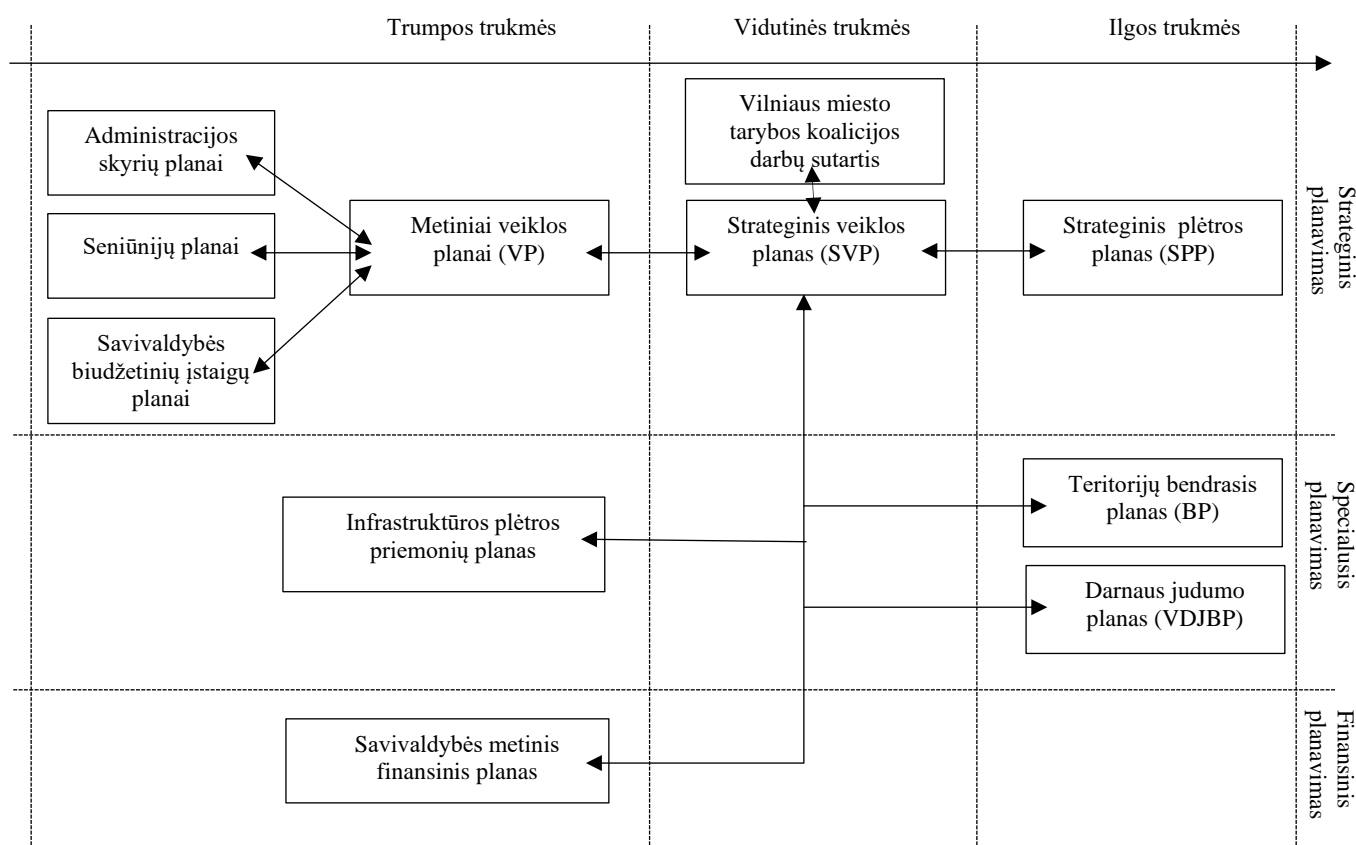 Trumpos trukmės
Vidutinės trukmės
Ilgos trukmės
Administracijos
skyrių planai
Seniūnijų planai
Savivaldybės
biudžetinių įstaigų
planai
Metiniai veiklos
planai (VP)
Vilniaus miesto
tarybos koalicijos
darbų sutartis
Strateginis veiklos
planas (SVP)
Strateginis plėtros
planas (SPP)
Strateginis
planavimas
Infrastruktūros plėtros
priemonių planas
Teritorijų bendrasis
planas (BP)
Darnaus judumo
planas (VDJBP)
Specialusis
planavimas
Savivaldybės metinis
finansinis planas
Finansinis
planavimas